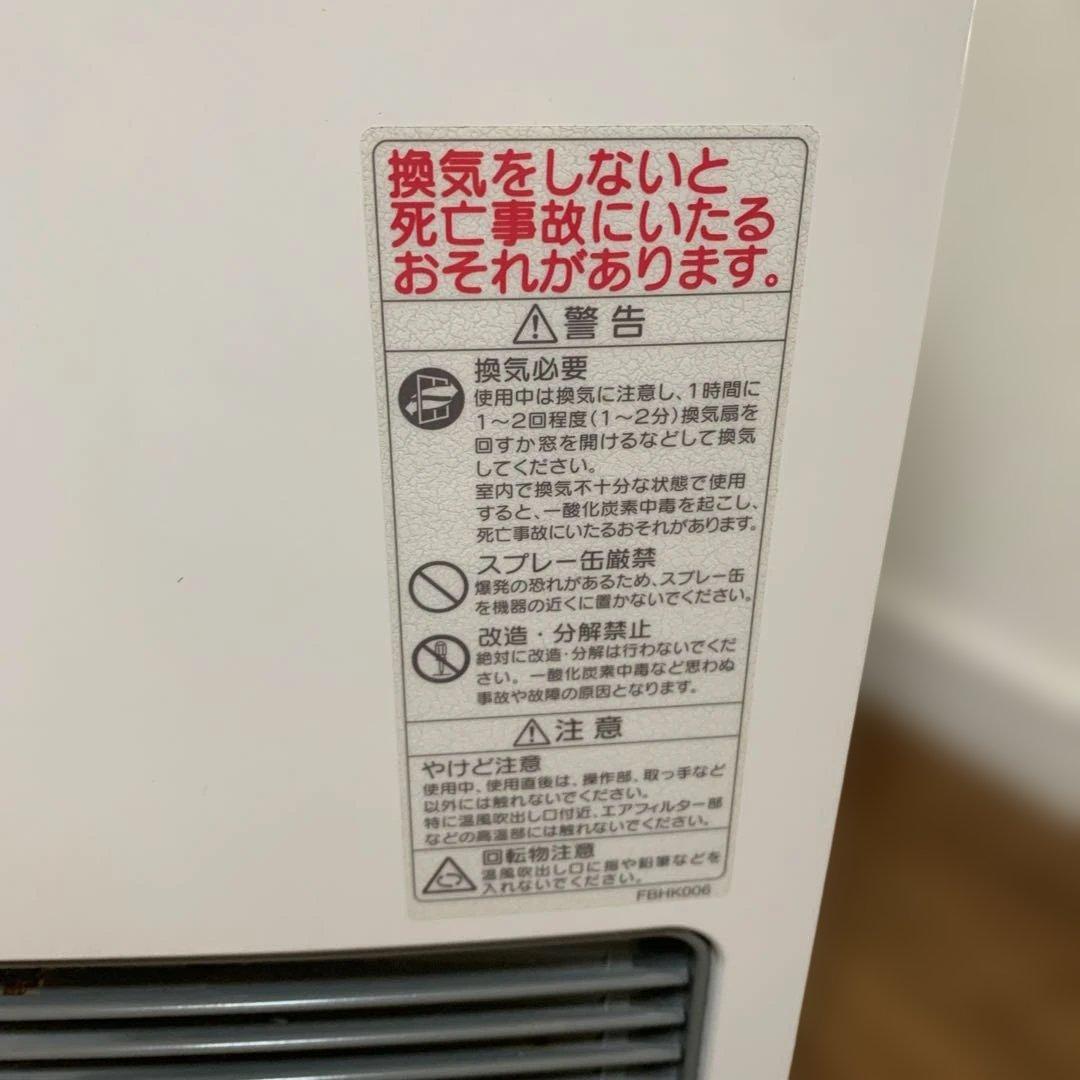 換気をしないと
死亡事故にいたる
おそれがあります。
警告
換気必要
使用中は換気に注意し、1時間に
1～2回程度(1～2分)換気扇を
回すか窓を開けるなどして換気
してください。
室内で換気不十分な状態で使用
すると、一酸化炭素中毒を起こし、
死亡事故にいたるおそれがあります。
スプレー缶厳禁
爆発の恐れがあるため、スプレー缶
を機器の近くに置かないでください。
改造・分解禁止
絶対に改造・分解は行わないでくだ
さい。一酸化炭素中毒など思わぬ
事故や故障の原因となります。
注意
やけど注意
使用中、使用直後は、操作部、取っ手など
以外には触れないでください。
特に温風吹出し口付近、エアフィルター部
などの高温部には触れないでください。
回転物注意
温風吹出し口に指や鉛筆などを
入れないでください。
FBHK006